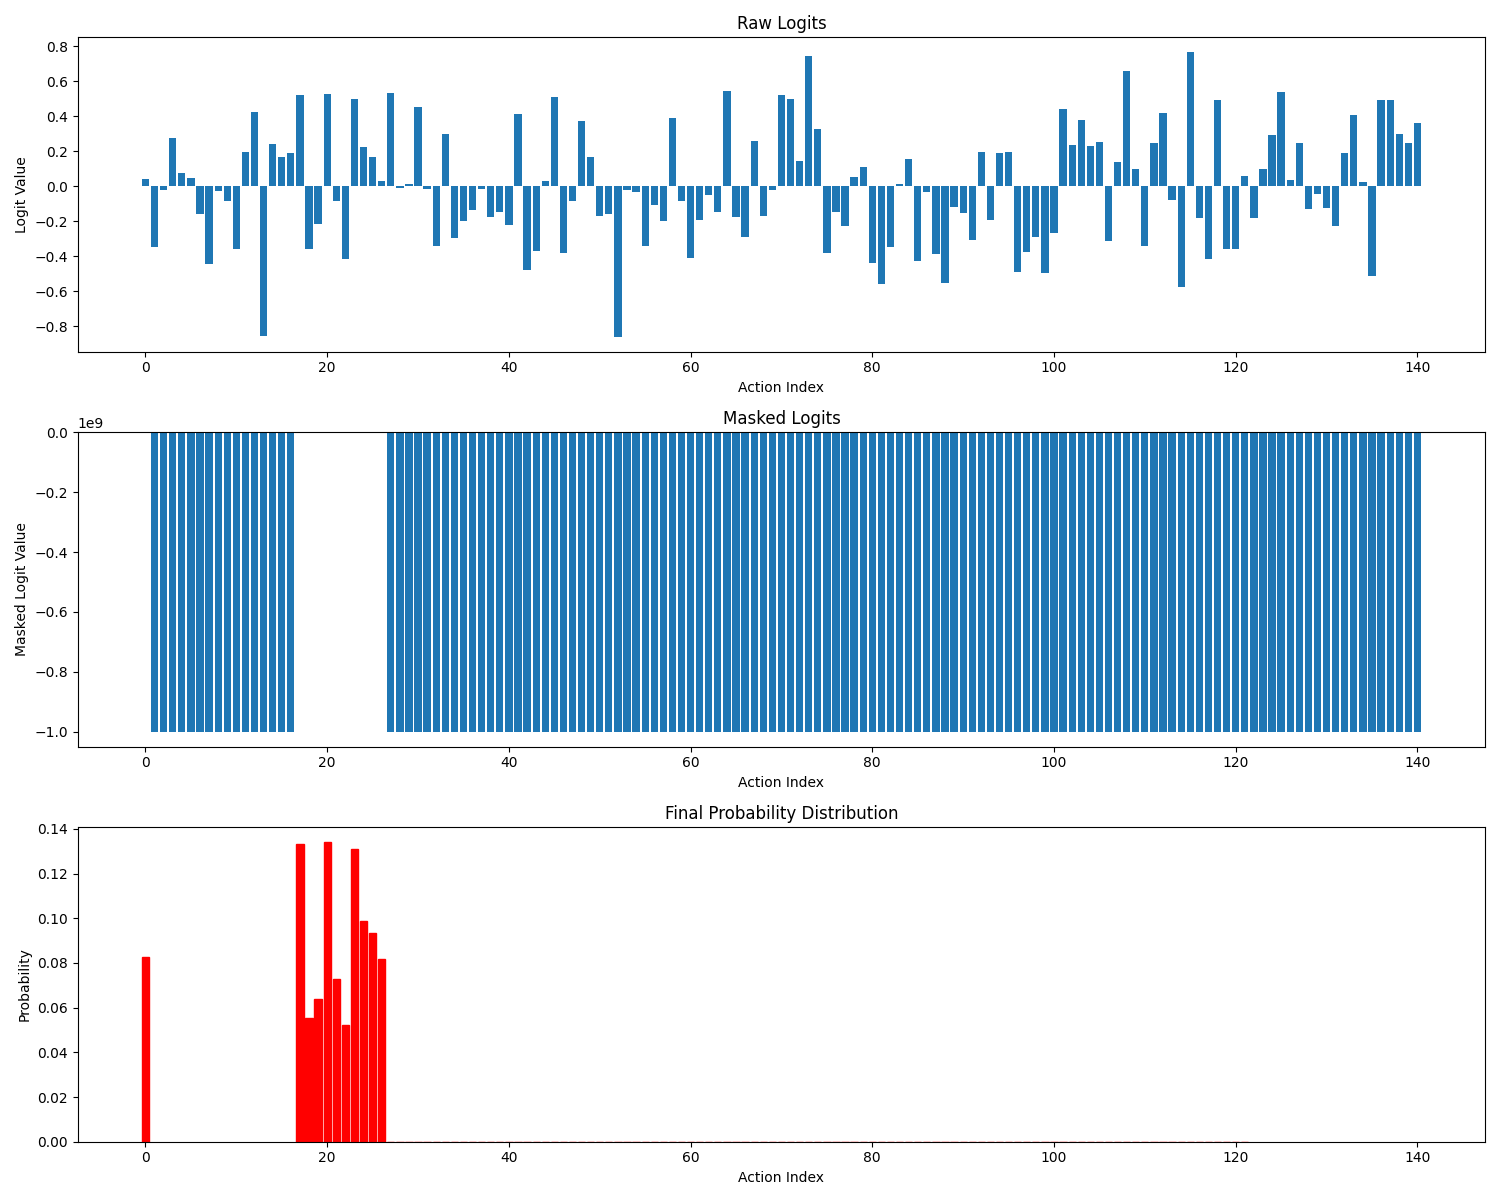 Raw Logits
0.8
0.6
0.4
0.2
0.0
−0.2
−0.4
−0.6
−0.8
Logit Value
0 20 40 60 80 100 120 140
Action Index
Masked Logits
1e9
0.0
−0.2
−0.4
−0.6
−0.8
−1.0
Masked Logit Value
0 20 40 60 80 100 120 140
Action Index
Final Probability Distribution
0.14
0.12
0.10
0.08
0.06
0.04
0.02
0.00
Probability
0 20 40 60 80 100 120 140
Action Index